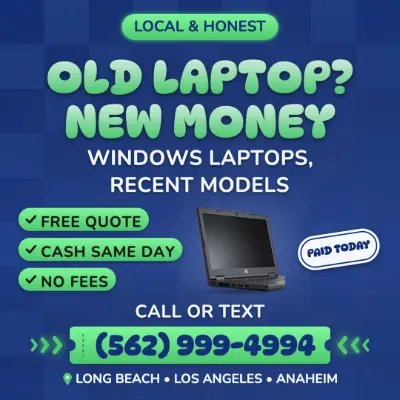 LOCAL & HONEST
OLD LAPTOP?
NEW MONEY
WINDOWS LAPTOPS,
RECENT MODELS
FREE QUOTE
CASH SAME DAY
NO FEES
PAID TODAY
CALL OR TEXT
(562) 999-4994
LONG BEACH • LOS ANGELES • ANAHEIM